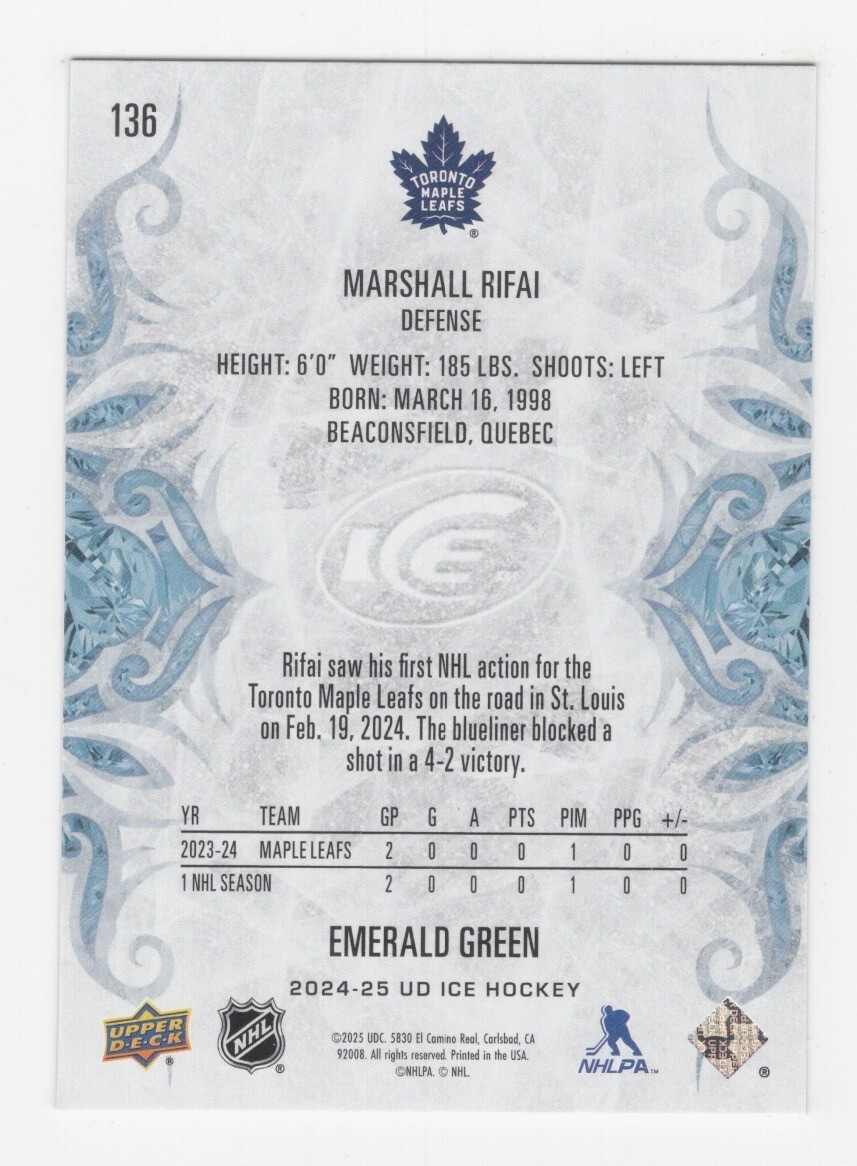 136
TORONTO
MAPLE
LEAFS
®
MARSHALL RIFAI
DEFENSE
HEIGHT: 6'0" WEIGHT: 185 LBS. SHOOTS: LEFT
BORN: MARCH 16, 1998
BEACONSFIELD, QUEBEC
ICE
Rifai saw his first NHL action for the
Toronto Maple Leafs on the road in St. Louis
on Feb. 19, 2024. The blueliner blocked a
shot in a 4-2 victory.
YR TEAM GP G A PTS PIM PPG +/-
2023-24 MAPLE LEAFS 2 0 0 0 1 0 0
1 NHL SEASON 2 0 0 0 1 0 0
EMERALD GREEN
2024-25 UD ICE HOCKEY
UPPER
D·E·C·K
®
NHL
®
©2025 UDC. 5830 El Camino Real, Carlsbad, CA
92008. All rights reserved. Printed in the USA.
©NHLPA. © NHL.
NHLPA™
®